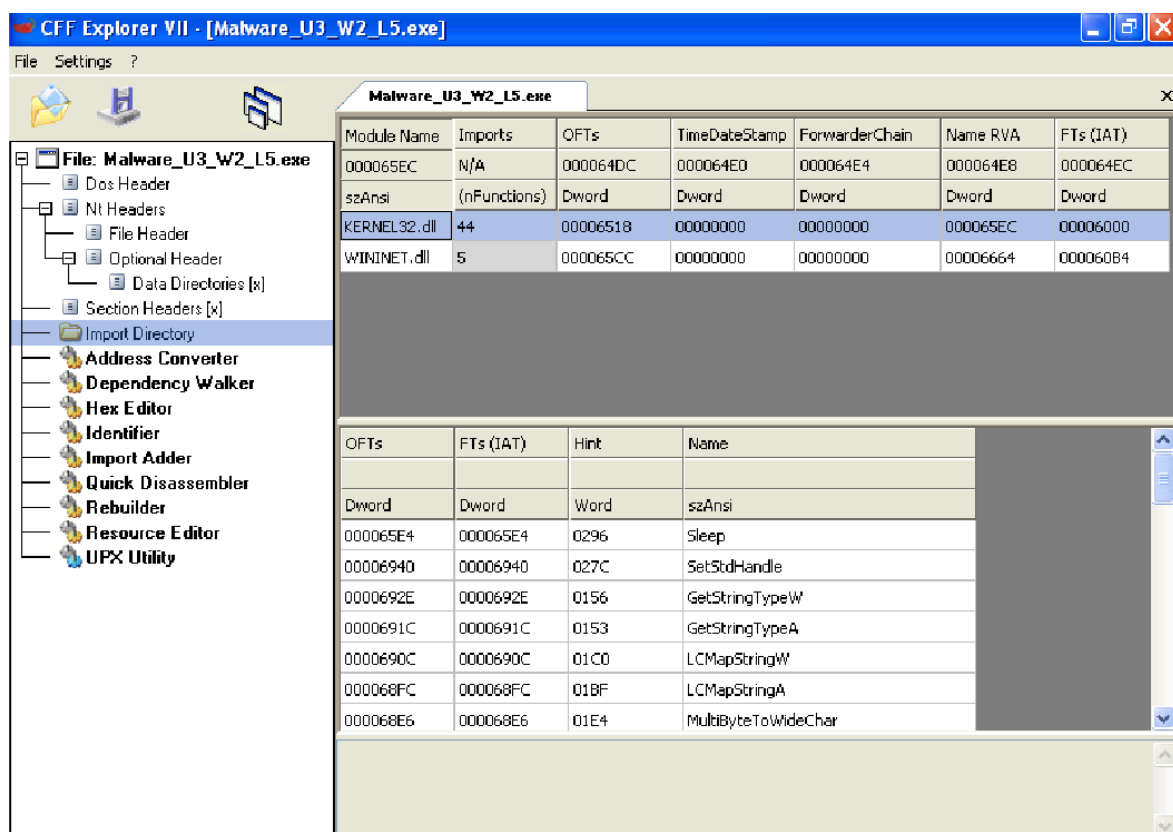 CFF Explorer VII - [Malware_U3_W2_L5.exe]
File Settings ?
Malware_U3_W2_L5.exe
File: Malware_U3_W2_L5.exe
Dos Header
Nt Headers
File Header
Optional Header
Data Directories [x]
Section Headers [x]
Import Directory
Address Converter
Dependency Walker
Hex Editor
Identifier
Import Adder
Quick Disassembler
Rebuilder
Resource Editor
UPX Utility
Module Name Imports OFTs TimeDateStamp ForwarderChain Name RVA FTs (IAT)
000065EC N/A 000064DC 000064E0 000064E4 000064E8 000064EC
szAnsi (nFunctions) Dword Dword Dword Dword Dword
KERNEL32.dll 44 00006518 00000000 00000000 000065EC 00006000
WININET.dll 5 000065CC 00000000 00000000 00006664 000060B4
OFTs FTs (IAT) Hint Name
Dword Dword Word szAnsi
000065E4 000065E4 0296 Sleep
00006940 00006940 027C SetStdHandle
0000692E 0000692E 0156 GetStringTypeW
0000691C 0000691C 0153 GetStringTypeA
0000690C 0000690C 01C0 LCMapStringW
000068FC 000068FC 01BF LCMapStringA
000068E6 000068E6 01E4 MultiByteToWideChar